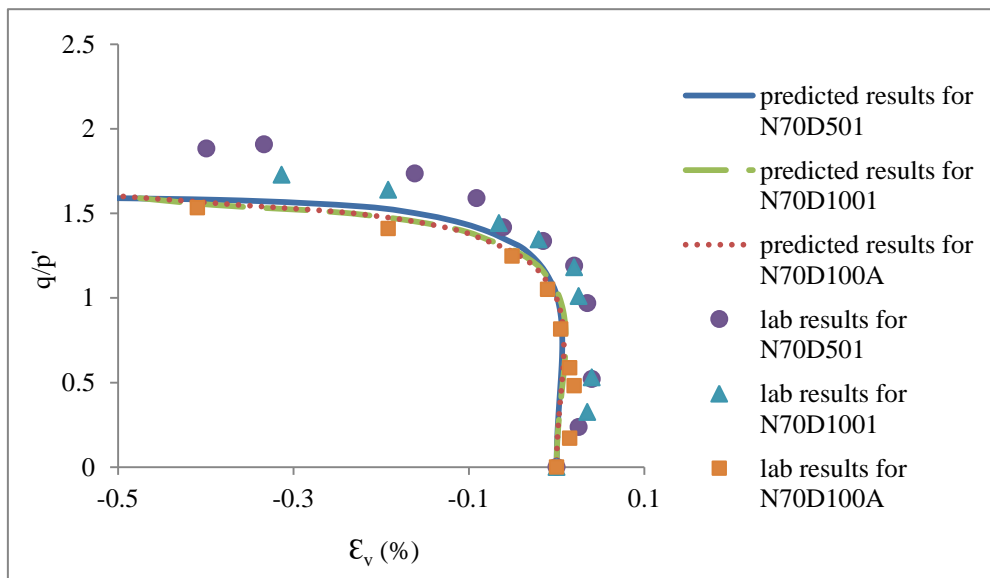 2.5
2
1.5
1
0.5
0
q/p'
-0.5
-0.3
-0.1
0.1
Ɛv (%)
predicted results for
N70D501
predicted results for
N70D1001
predicted results for
N70D100A
lab results for
N70D501
lab results for
N70D1001
lab results for
N70D100A